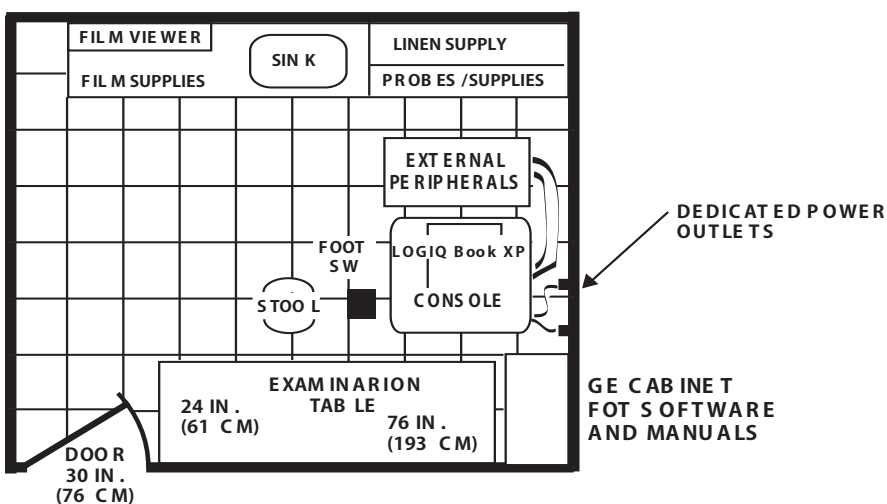 FILM VIEWER
SINK
LINEN SUPPLY
FILM SUPPLIES
PROBES/SUPPLIES
EXTERNAL
PERIPHERALS
DEDICATED POWER
OUTLETS
FOOT
SW
LOGIQ Book XP
STOOL
CONSOLE
EXAMINARION
TABLE
24 IN.
(61 CM)
76 IN.
(193 CM)
GE CABINET
FOT SOFTWARE
AND MANUALS
DOOR
30 IN.
(76 CM)